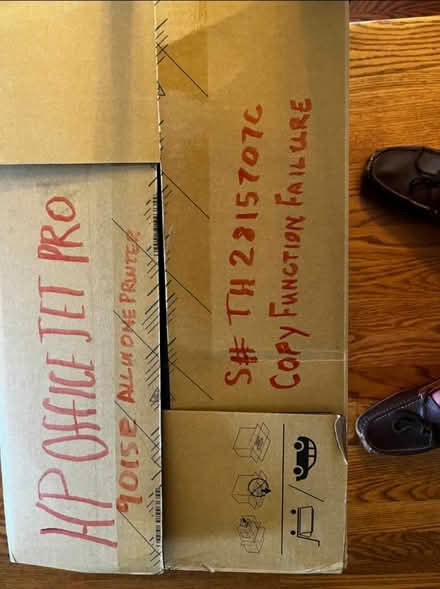 HP OFFICE JET PRO
9015E ALL IN ONE PRINTER
S# TH2815707C
COPY FUNCTION FAILURE